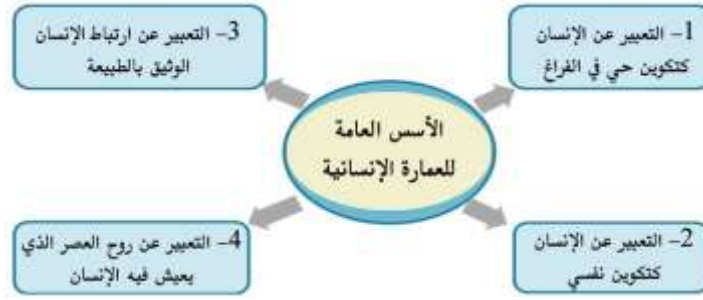 الأسس العامة
للعمارة الإنسانية
1– التعبير عن الإنسان
كتكوين حي في الفراغ
2– التعبير عن الإنسان
كتكوين نفسي
3– التعبير عن ارتباط الإنسان
الوثيق بالطبيعة
4– التعبير عن روح العصر الذي
يعيش فيه الإنسان